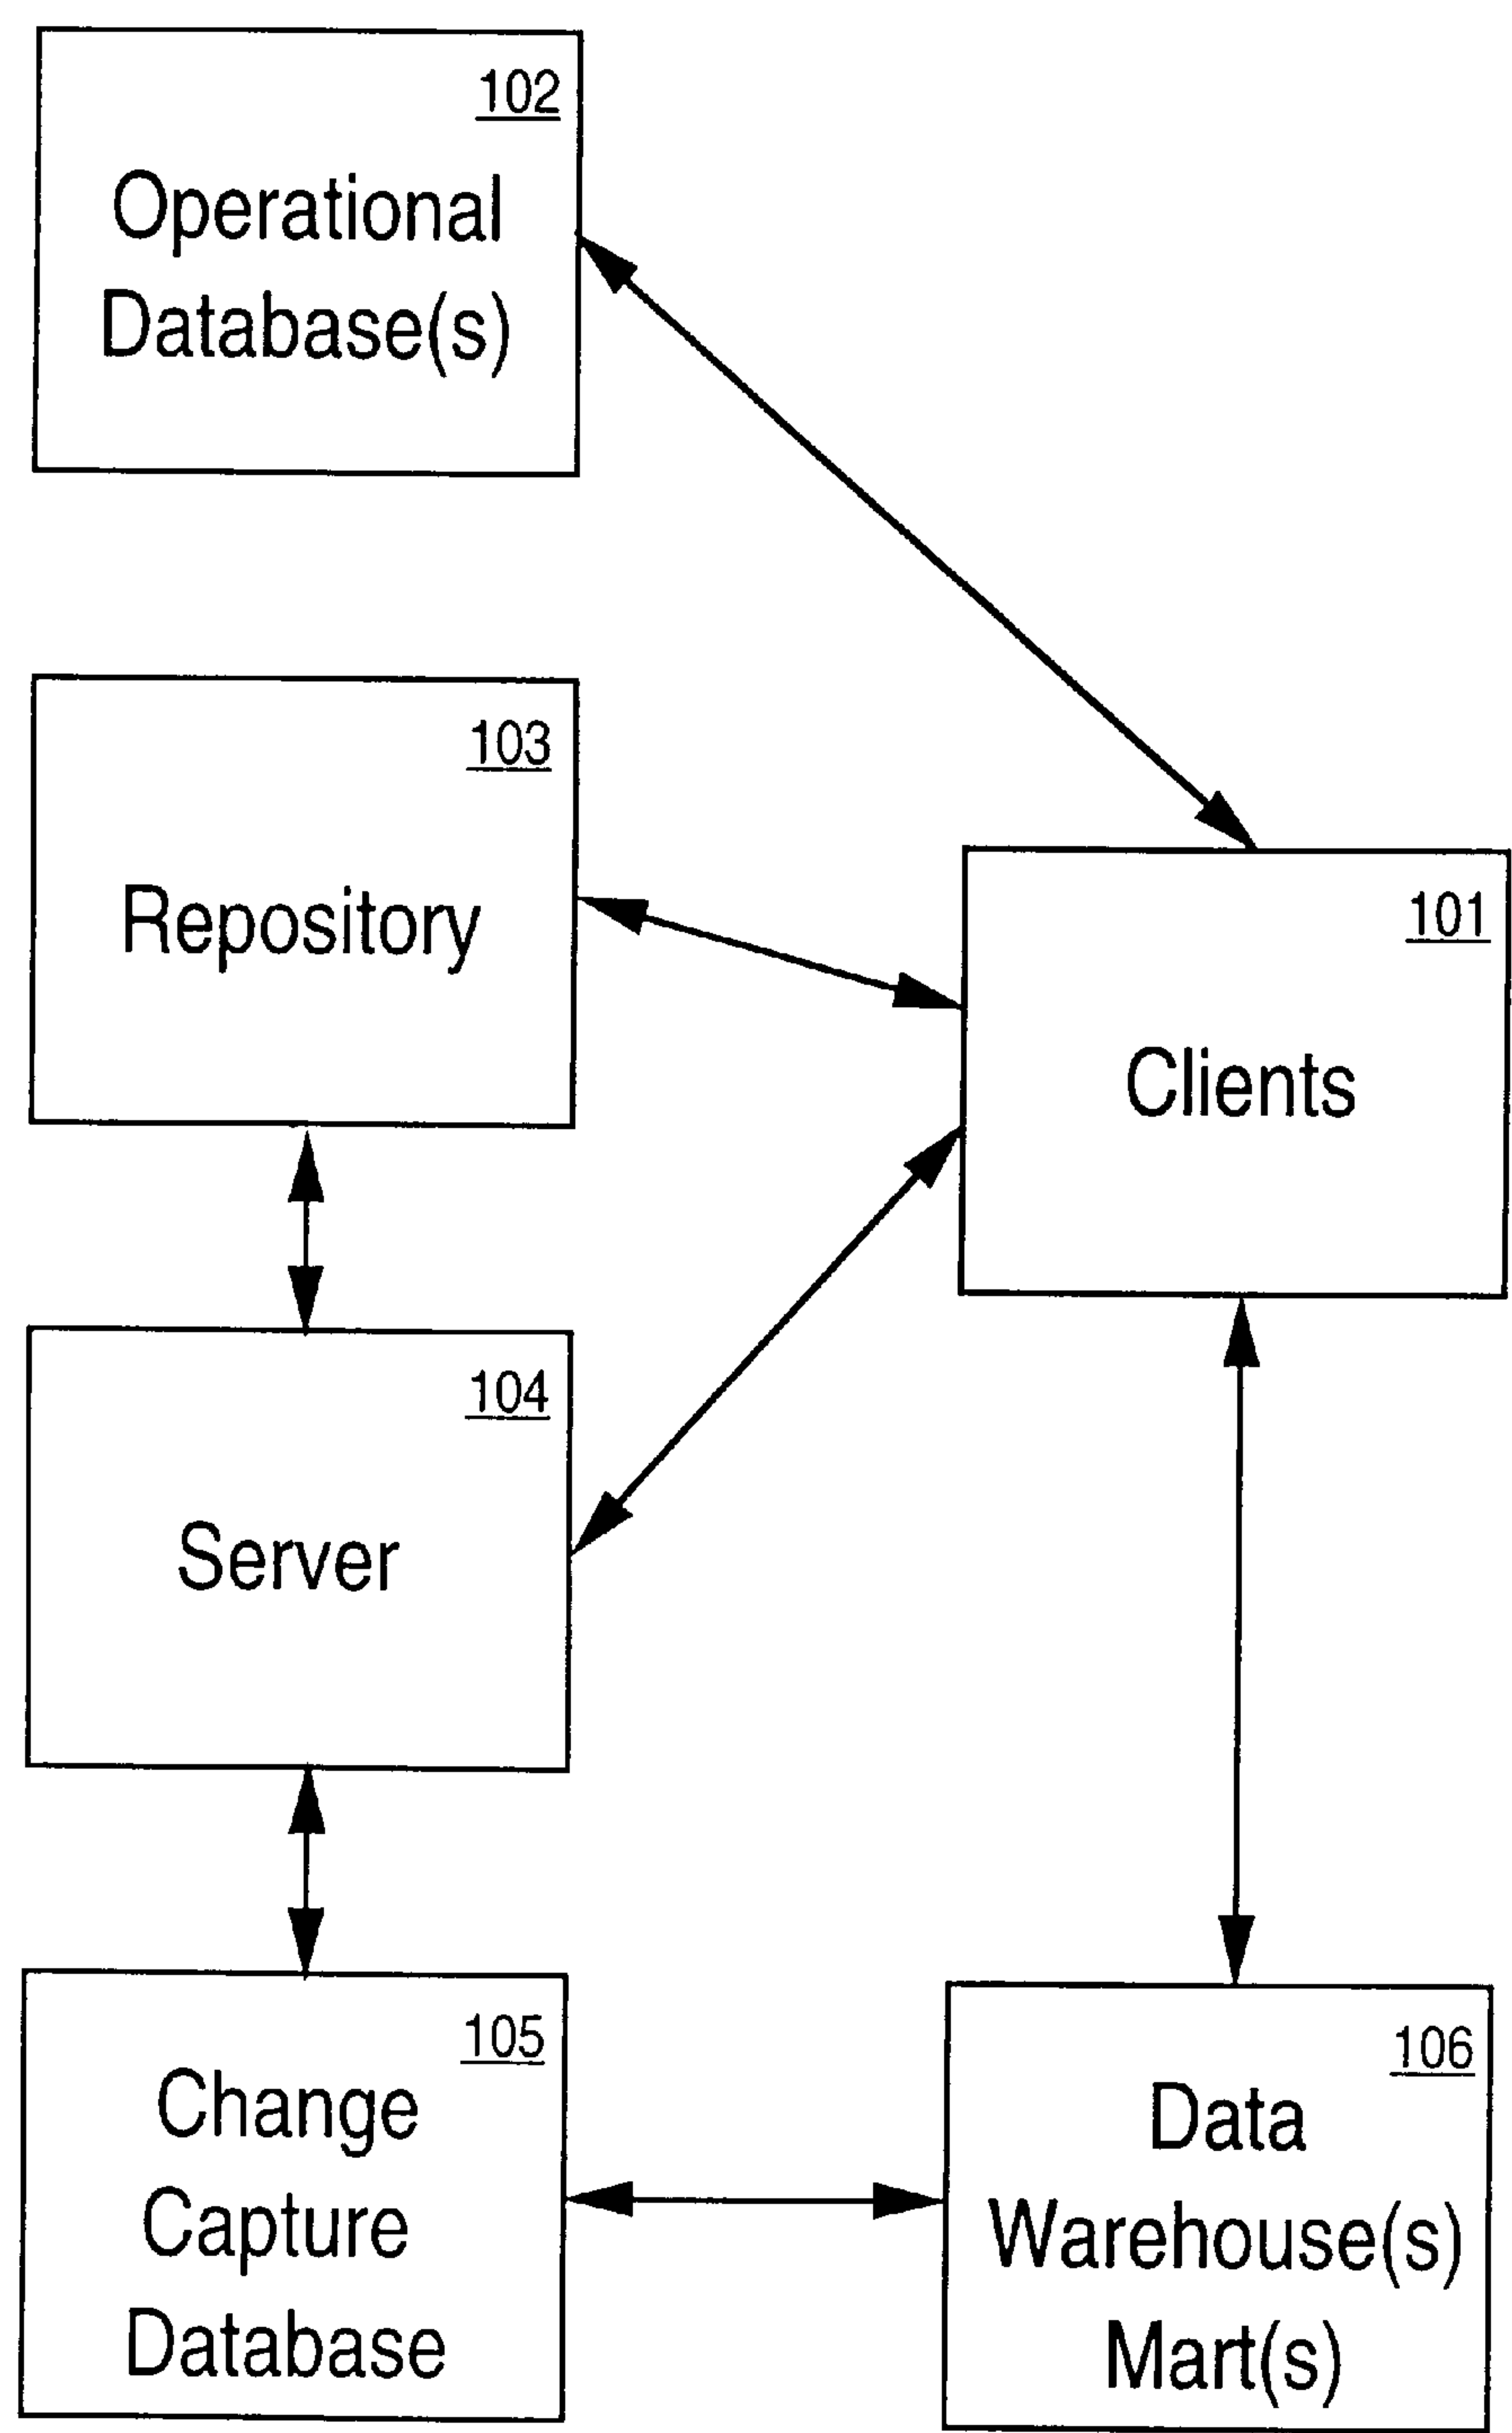 102
Operational
Database(s)
103
Repository
101
Clients
104
Server
105
Change
Capture
Database
106
Data
Warehouse(s)
Mart(s)